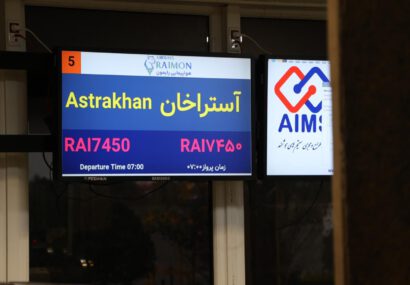 5
RAIMON
هواپیمایی رایمون
Astrakhan آستراخان
RAI7450 RAI۷۴۵۰
Departure Time 07:00 زمان پرواز ۰۷:۰۰
AIMS